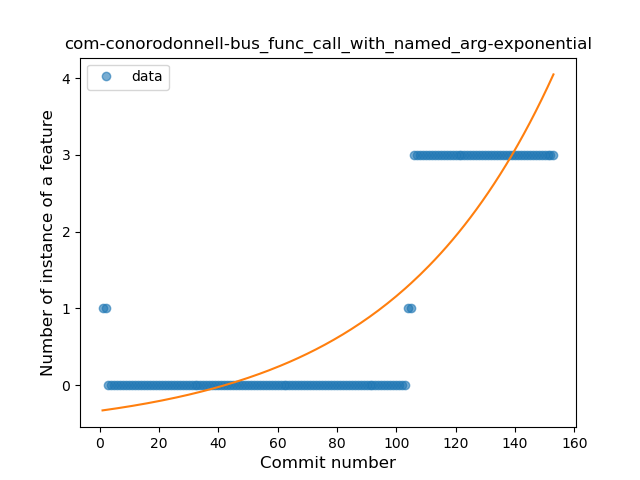 com-conorodonnell-bus_func_call_with_named_arg-exponential
data
Number of instance of a feature
4
3
2
1
0
0 20 40 60 80 100 120 140 160
Commit number